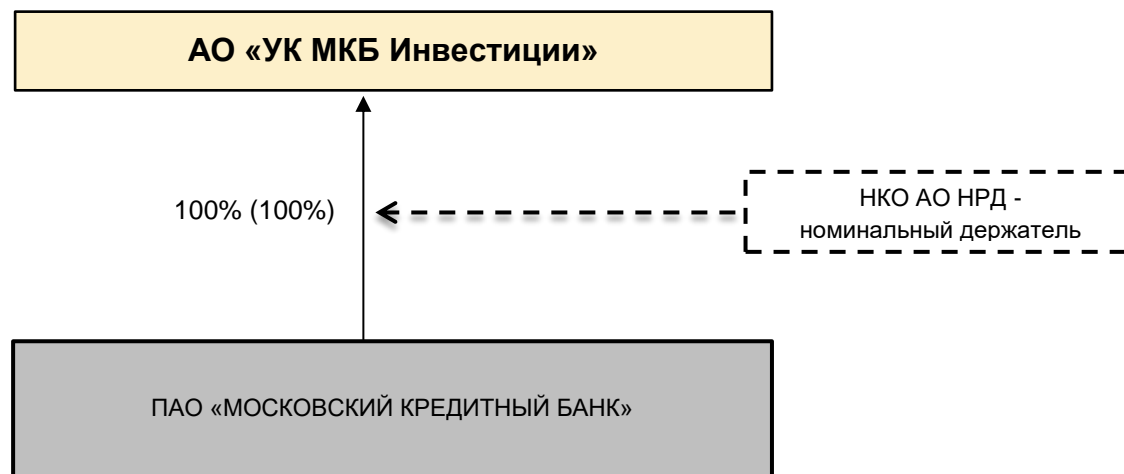 АО «УК МКБ Инвестиции»
100% (100%)
НКО АО НРД -
номинальный держатель
ПАО «МОСКОВСКИЙ КРЕДИТНЫЙ БАНК»